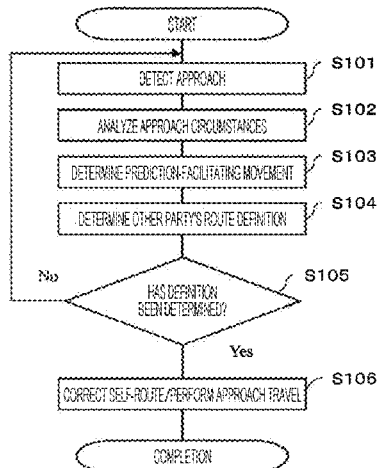 START
S101
DETECT APPROACH
S102
ANALYZE APPROACH CIRCUMSTANCES
S103
DETERMINE PREDICTION-FACILITATING MOVEMENT
S104
DETERMINE OTHER PARTY'S ROUTE DEFINITION
No
S105
HAS DEFINITION
BEEN DETERMINED?
Yes
S106
CORRECT SELF-ROUTE/PERFORM APPROACH TRAVEL
COMPLETION